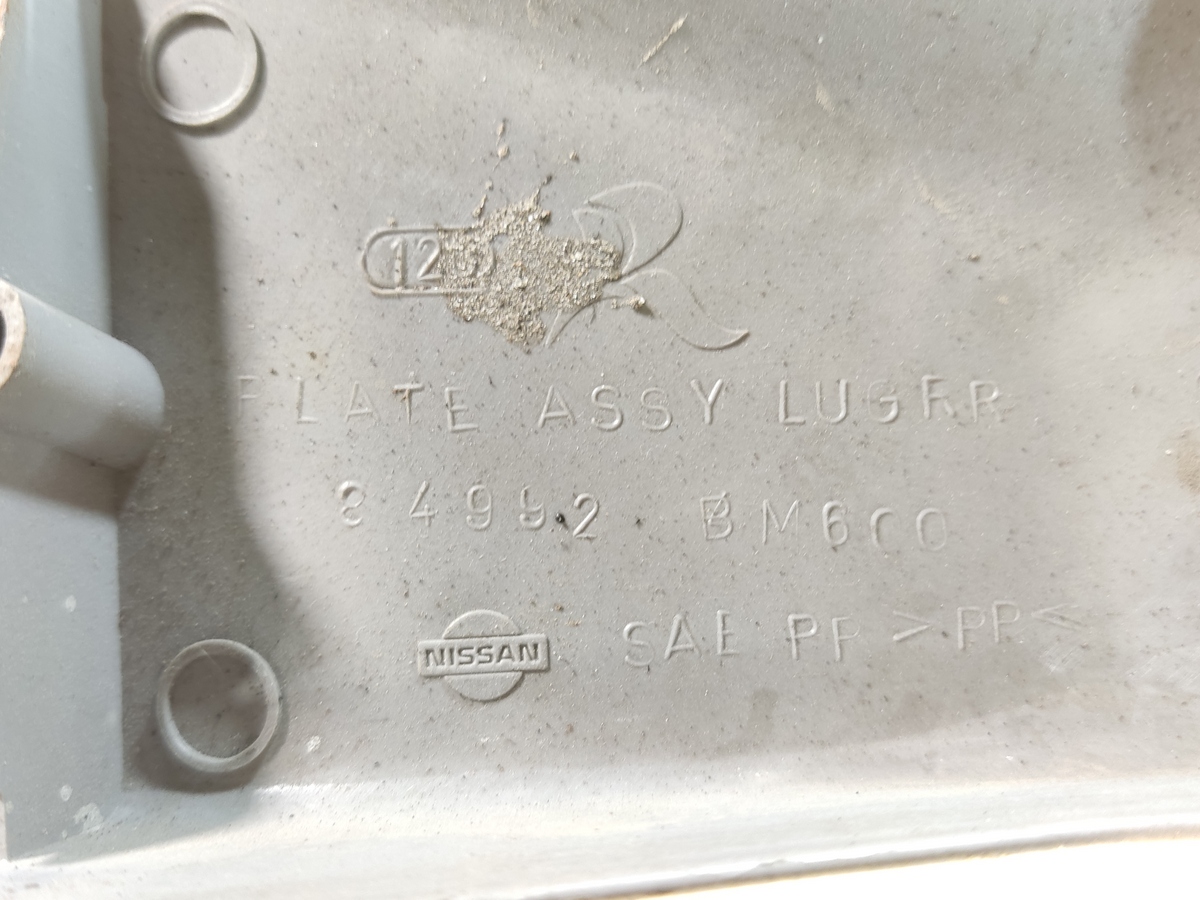 PLATE ASSY LUGRR
84992 BM600
NISSAN SAE PP >PP<